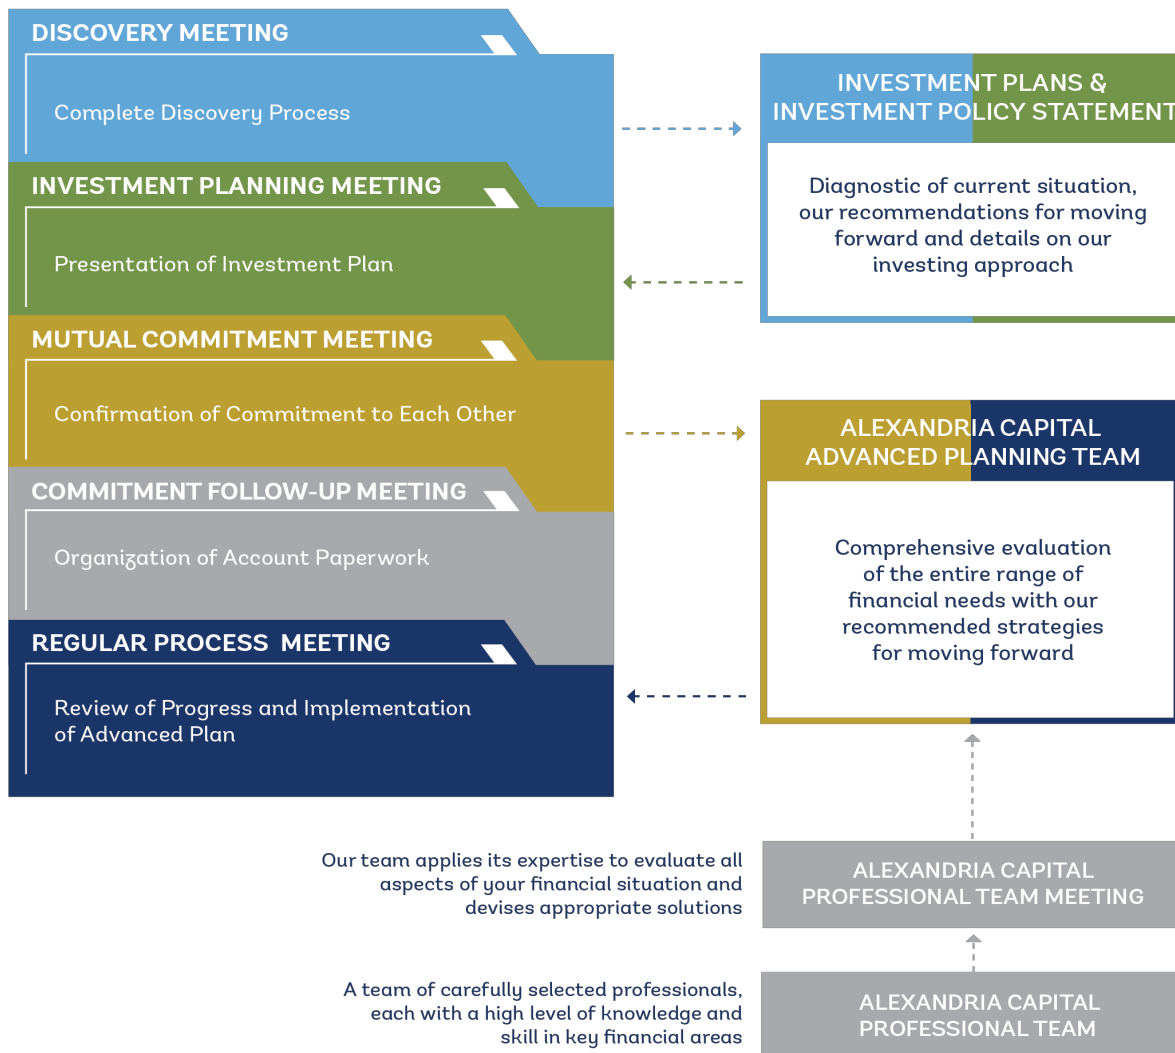 DISCOVERY MEETING
Complete Discovery Process
INVESTMENT PLANNING MEETING
Presentation of Investment Plan
MUTUAL COMMITMENT MEETING
Confirmation of Commitment to Each Other
COMMITMENT FOLLOW-UP MEETING
Organization of Account Paperwork
REGULAR PROCESS MEETING
Review of Progress and Implementation
of Advanced Plan
INVESTMENT PLANS &
INVESTMENT POLICY STATEMENT
Diagnostic of current situation,
our recommendations for moving
forward and details on our
investing approach
ALEXANDRIA CAPITAL
ADVANCED PLANNING TEAM
Comprehensive evaluation
of the entire range of
financial needs with our
recommended strategies
for moving forward
Our team applies its expertise to evaluate all
aspects of your financial situation and
devises appropriate solutions
ALEXANDRIA CAPITAL
PROFESSIONAL TEAM MEETING
A team of carefully selected professionals,
each with a high level of knowledge and
skill in key financial areas
ALEXANDRIA CAPITAL
PROFESSIONAL TEAM